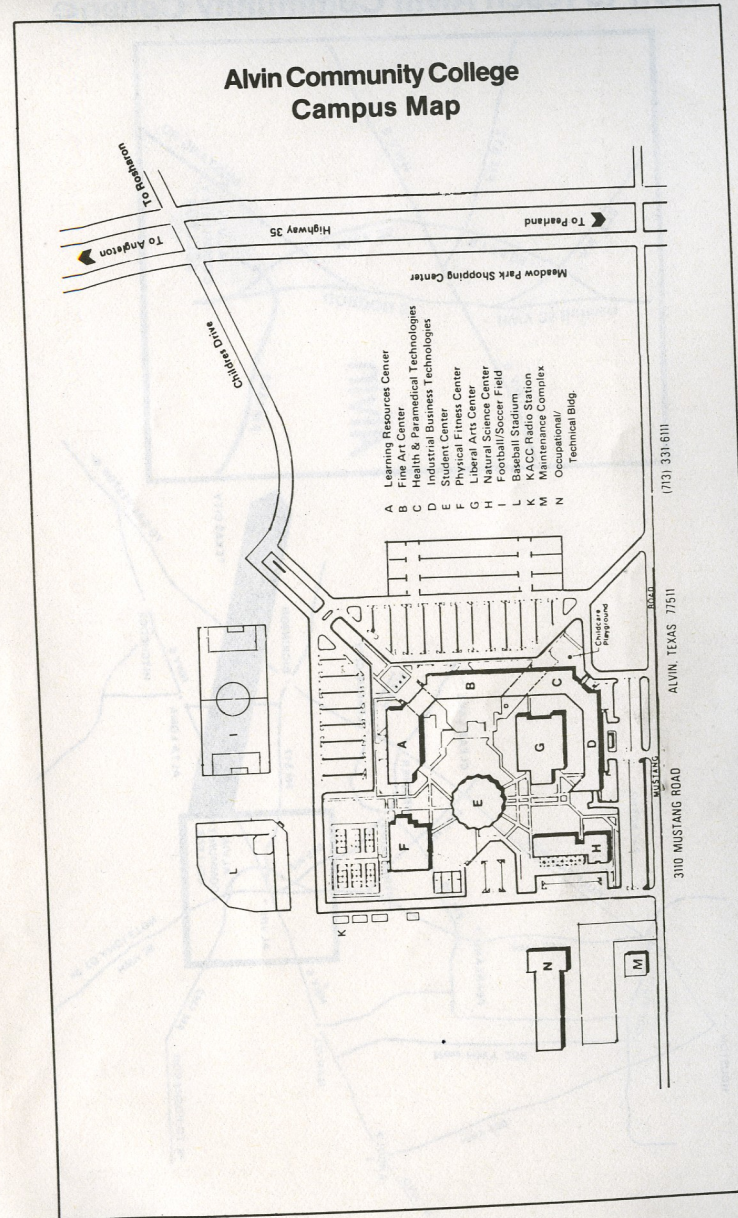 Alvin Community College
Campus Map
To Rosharon
To Angleton
Highway 35
To Pearland
Childres Drive
Meadow Park Shopping Center
A Learning Resources Center
B Fine Art Center
C Health & Paramedical Technologies
D Industrial Business Technologies
E Student Center
F Physical Fitness Center
G Liberal Arts Center
H Natural Science Center
I Football/Soccer Field
L Baseball Stadium
K KACC Radio Station
M Maintenance Complex
N Occupational/
Technical Bldg.
I
L
K
A
B
C
D
E
F
G
H
N
M
Childcare
Playground
MUSTANG
ROAD
3110 MUSTANG ROAD
ALVIN, TEXAS 77511
(713) 331-6111